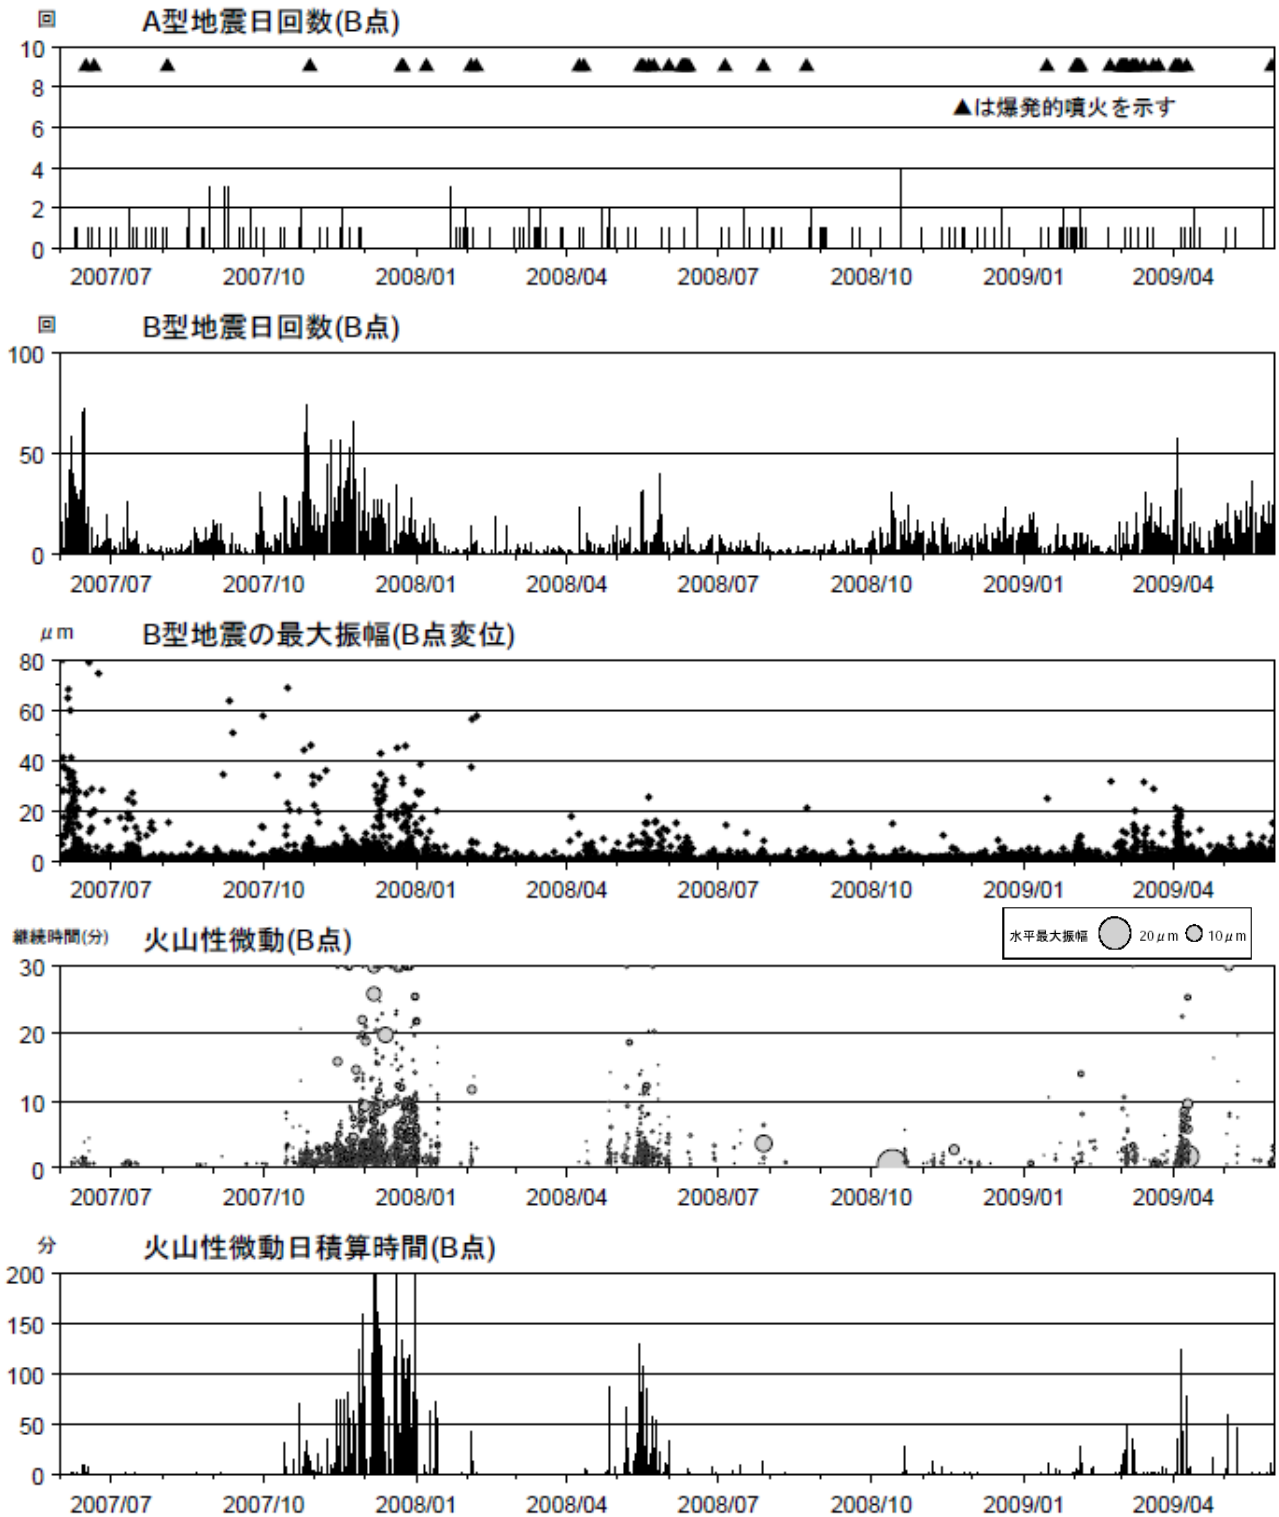 回 A型地震日回数(B点)
10
8
▲は爆発的噴火を示す
6
4
2
0
2007/07 2007/10 2008/01 2008/04 2008/07 2008/10 2009/01 2009/04
回 B型地震日回数(B点)
100
50
0
2007/07 2007/10 2008/01 2008/04 2008/07 2008/10 2009/01 2009/04
μm B型地震の最大振幅(B点変位)
80
60
40
20
0
2007/07 2007/10 2008/01 2008/04 2008/07 2008/10 2009/01 2009/04
継続時間(分) 火山性微動(B点)
水平最大振幅 20μm 10μm
30
20
10
0
2007/07 2007/10 2008/01 2008/04 2008/07 2008/10 2009/01 2009/04
分 火山性微動日積算時間(B点)
200
150
100
50
0
2007/07 2007/10 2008/01 2008/04 2008/07 2008/10 2009/01 2009/04